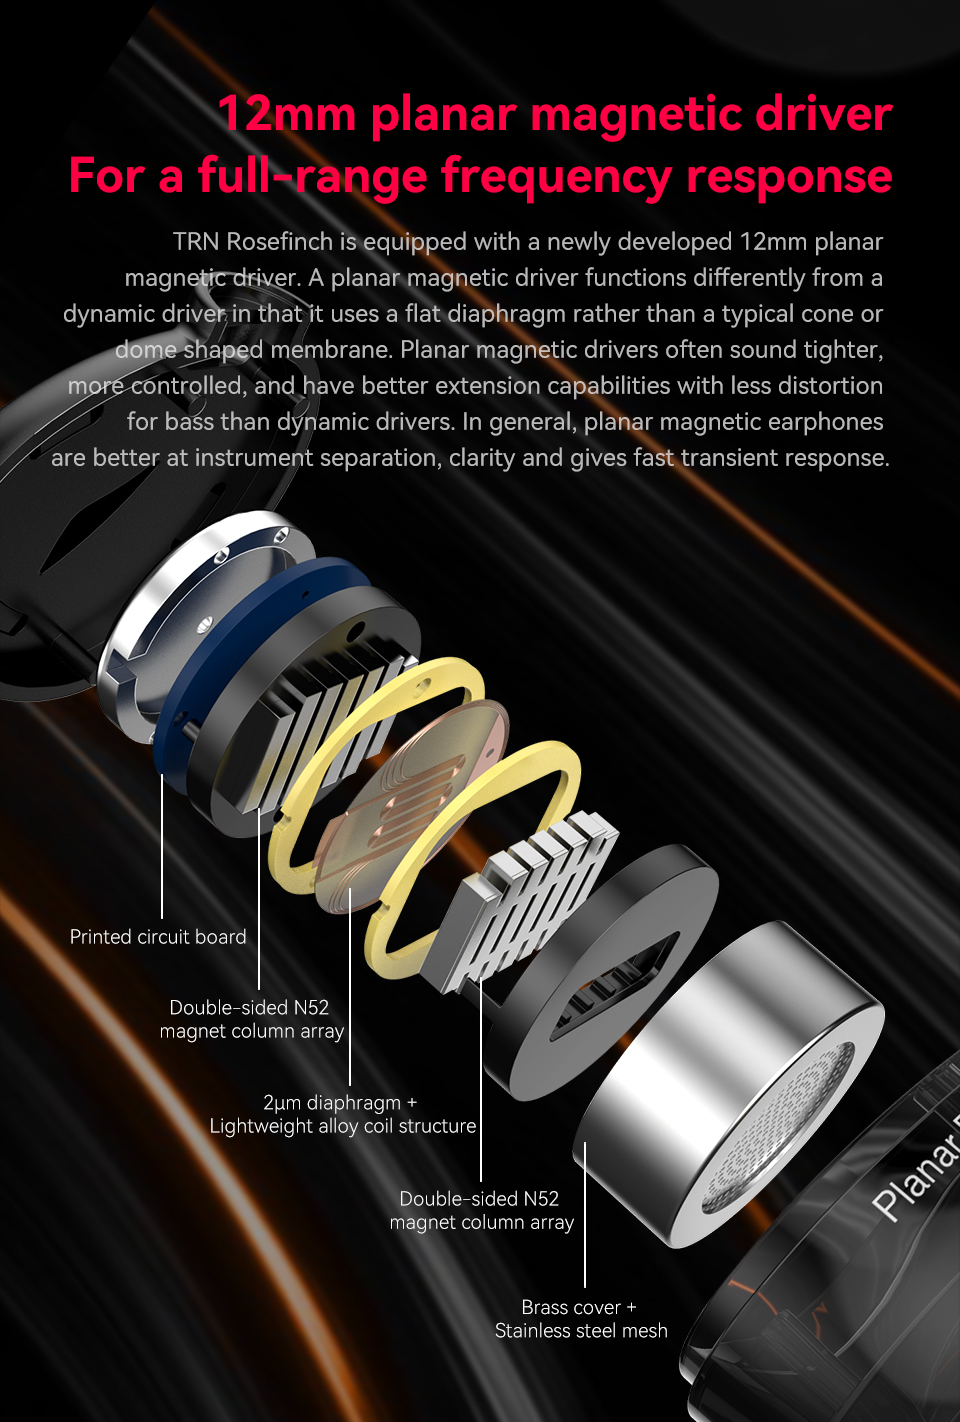 12mm planar magnetic driver
For a full-range frequency response
TRN Rosefinch is equipped with a newly developed 12mm planar
magnetic driver. A planar magnetic driver functions differently from a
dynamic driver in that it uses a flat diaphragm rather than a typical cone or
dome shaped membrane. Planar magnetic drivers often sound tighter,
more controlled, and have better extension capabilities with less distortion
for bass than dynamic drivers. In general, planar magnetic earphones
are better at instrument separation, clarity and gives fast transient response.
Printed circuit board
Double-sided N52
magnet column array
2μm diaphragm +
Lightweight alloy coil structure
Double-sided N52
magnet column array
Brass cover +
Stainless steel mesh
Planar